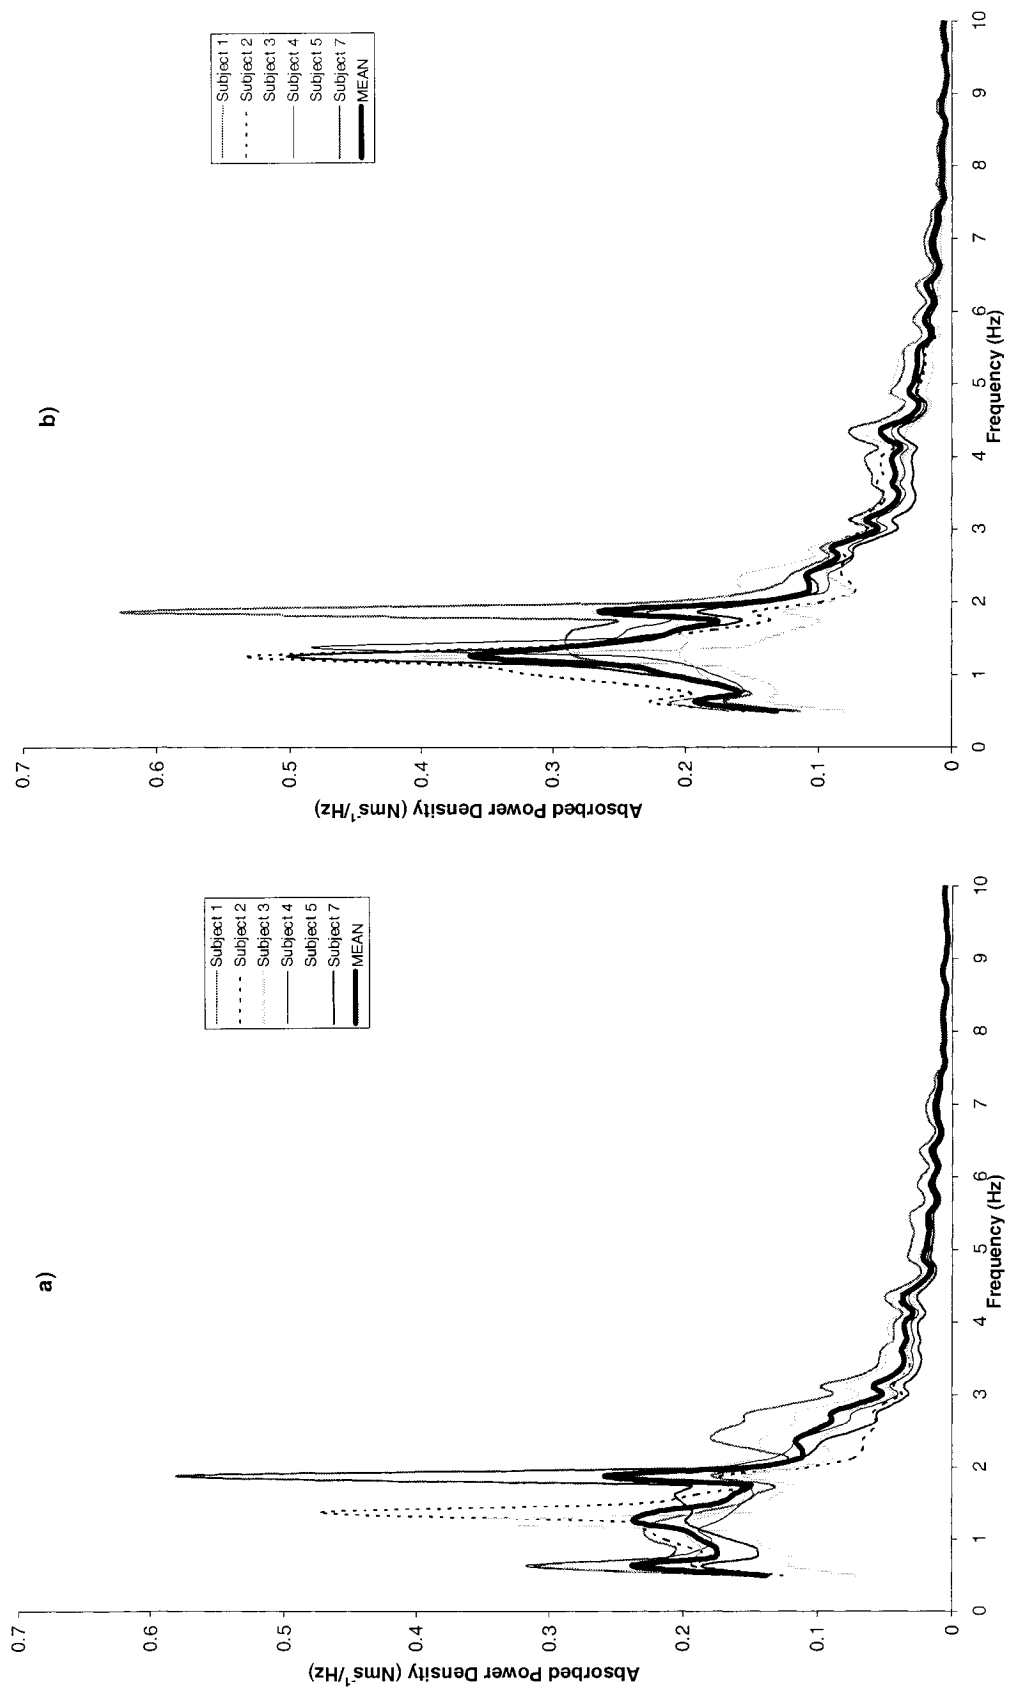 a)
Absorbed Power Density (Nms⁻¹/Hz)
0.7
0.6
0.5
0.4
0.3
0.2
0.1
0
0 1 2 3 4 5 6 7 8 9 10
Frequency (Hz)
Subject 1
Subject 2
Subject 3
Subject 4
Subject 5
Subject 7
MEAN
b)
Absorbed Power Density (Nms⁻¹/Hz)
0.7
0.6
0.5
0.4
0.3
0.2
0.1
0
0 1 2 3 4 5 6 7 8 9 10
Frequency (Hz)
Subject 1
Subject 2
Subject 3
Subject 4
Subject 5
Subject 7
MEAN